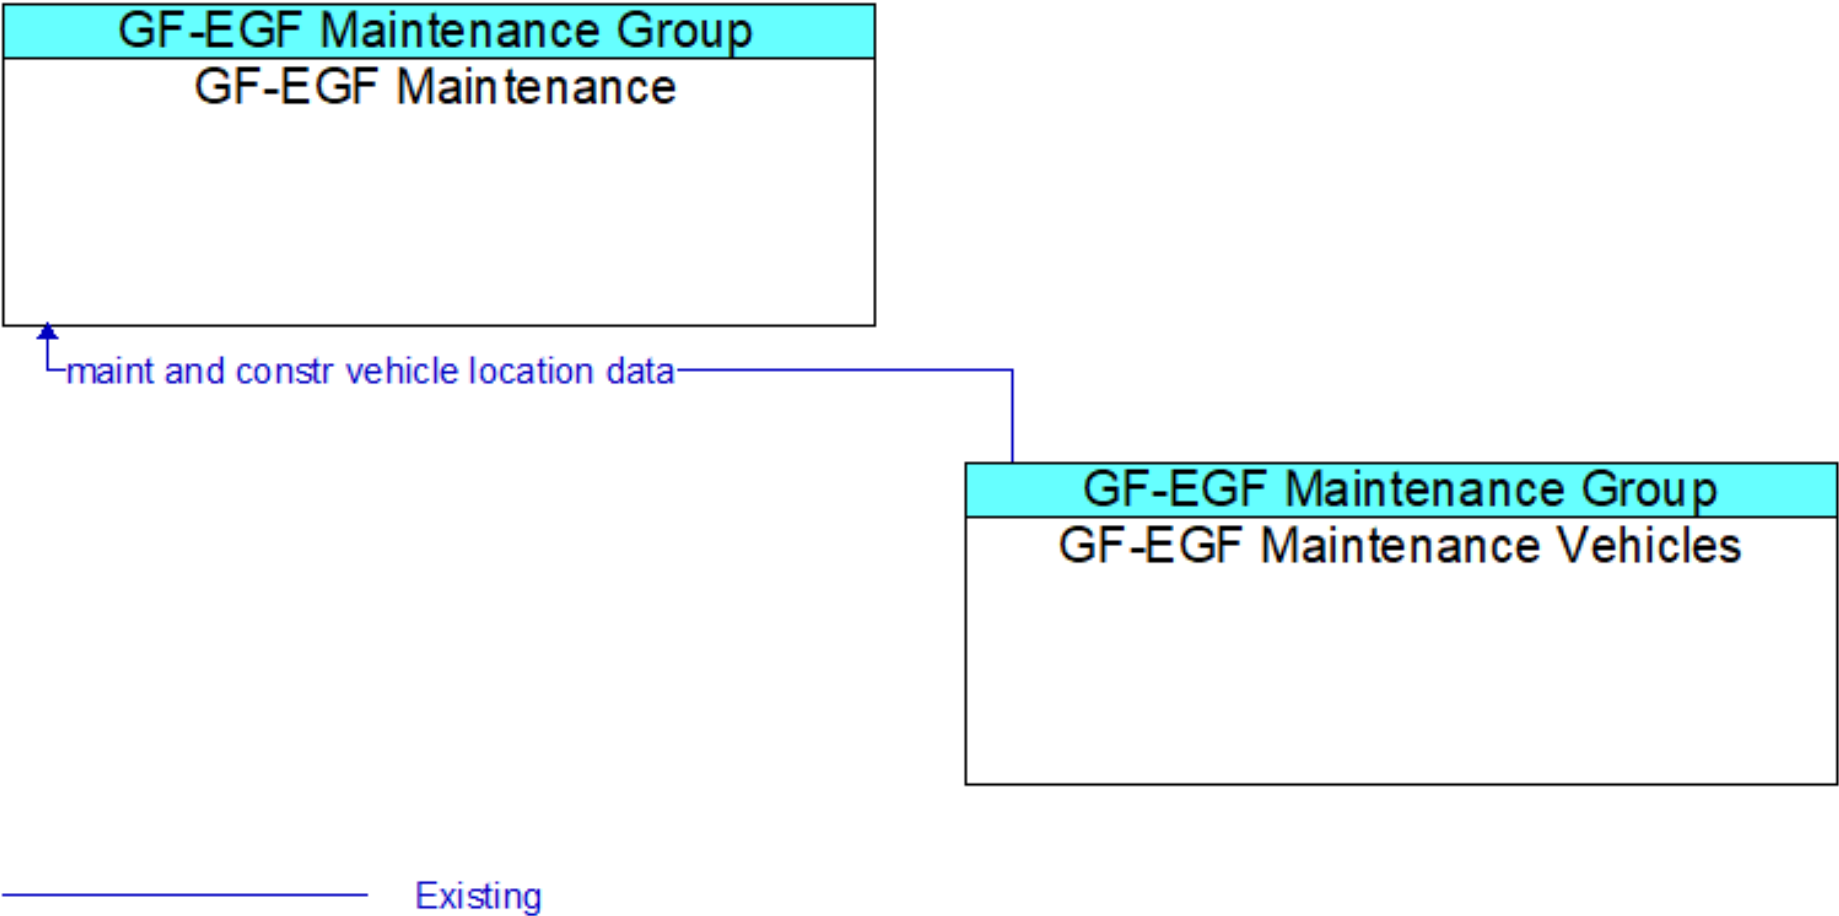 GF-EGF Maintenance Group
GF-EGF Maintenance
maint and constr vehicle location data
GF-EGF Maintenance Group
GF-EGF Maintenance Vehicles
Existing